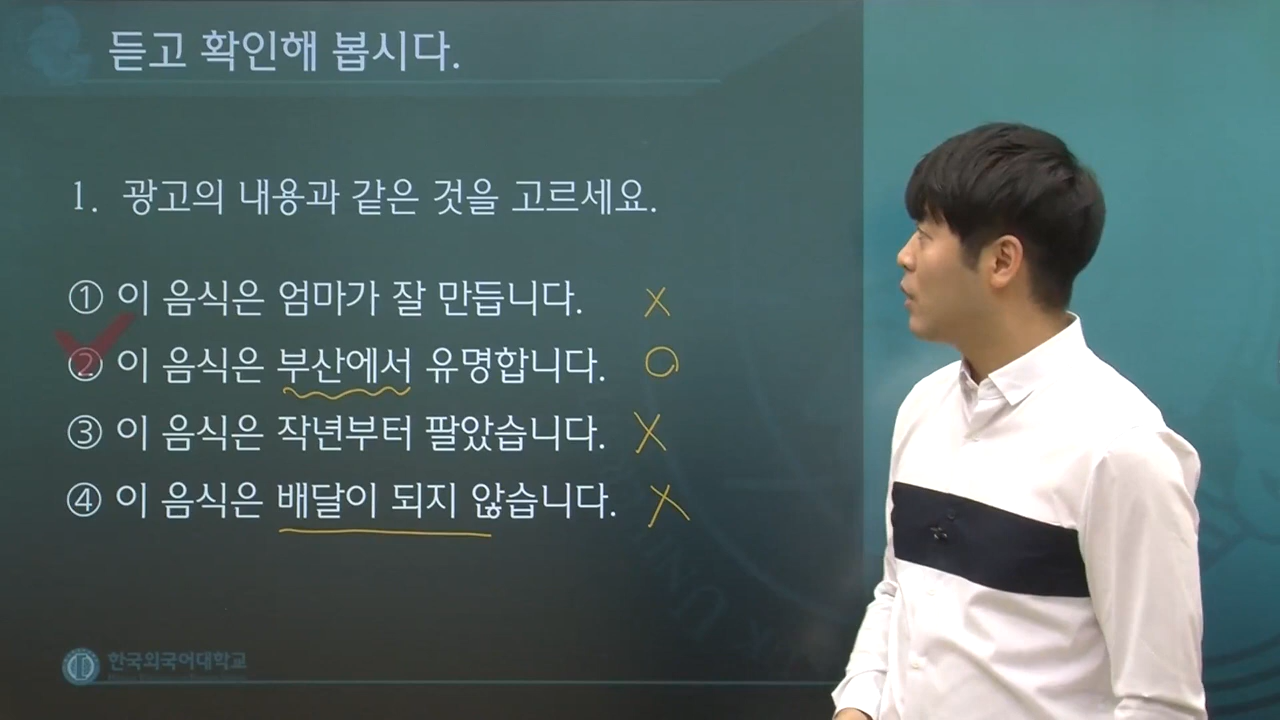 듣고 확인해 봅시다.
1. 광고의 내용과 같은 것을 고르세요.
① 이 음식은 엄마가 잘 만듭니다. X
② 이 음식은 부산에서 유명합니다. O
③ 이 음식은 작년부터 팔았습니다. X
④ 이 음식은 배달이 되지 않습니다. X
한국외국어대학교